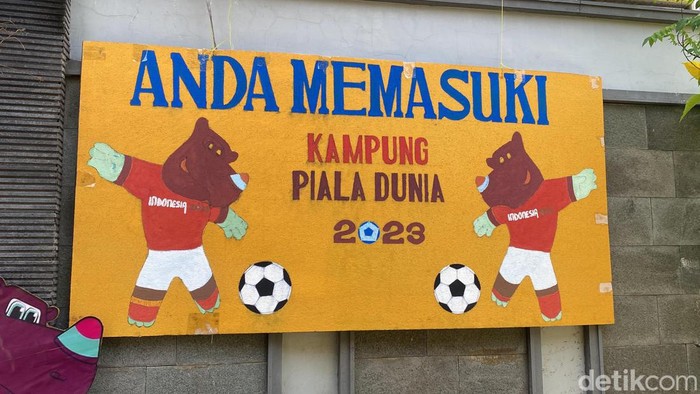 ANDA MEMASUKI
KAMPUNG
PIALA DUNIA
2023
INDONESIA
INDONESIA
detikcom